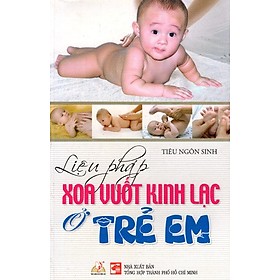 TIÊU NGÔN SINH
Liệu pháp
XOA VUỐT KINH LẠC
Ở TRẺ EM
NHÀ XUẤT BẢN
TỔNG HỢP THÀNH PHỐ HỒ CHÍ MINH